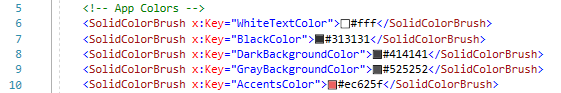 5 <!-- App Colors -->
6 <SolidColorBrush x:Key="WhiteTextColor">#fff</SolidColorBrush>
7 <SolidColorBrush x:Key="BlackColor">#313131</SolidColorBrush>
8 <SolidColorBrush x:Key="DarkBackgroundColor">#414141</SolidColorBrush>
9 <SolidColorBrush x:Key="GrayBackgroundColor">#525252</SolidColorBrush>
10 <SolidColorBrush x:Key="AccentsColor">#ec625f</SolidColorBrush>